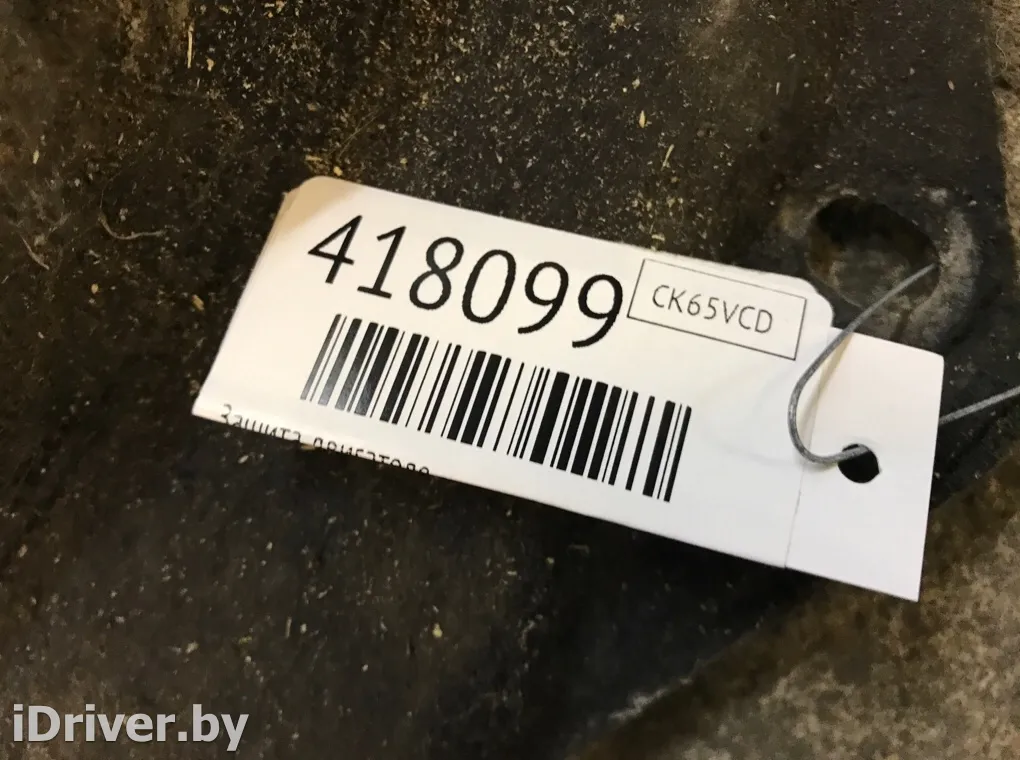 418099
CK65VCD
Защита двигателя
iDriver.by